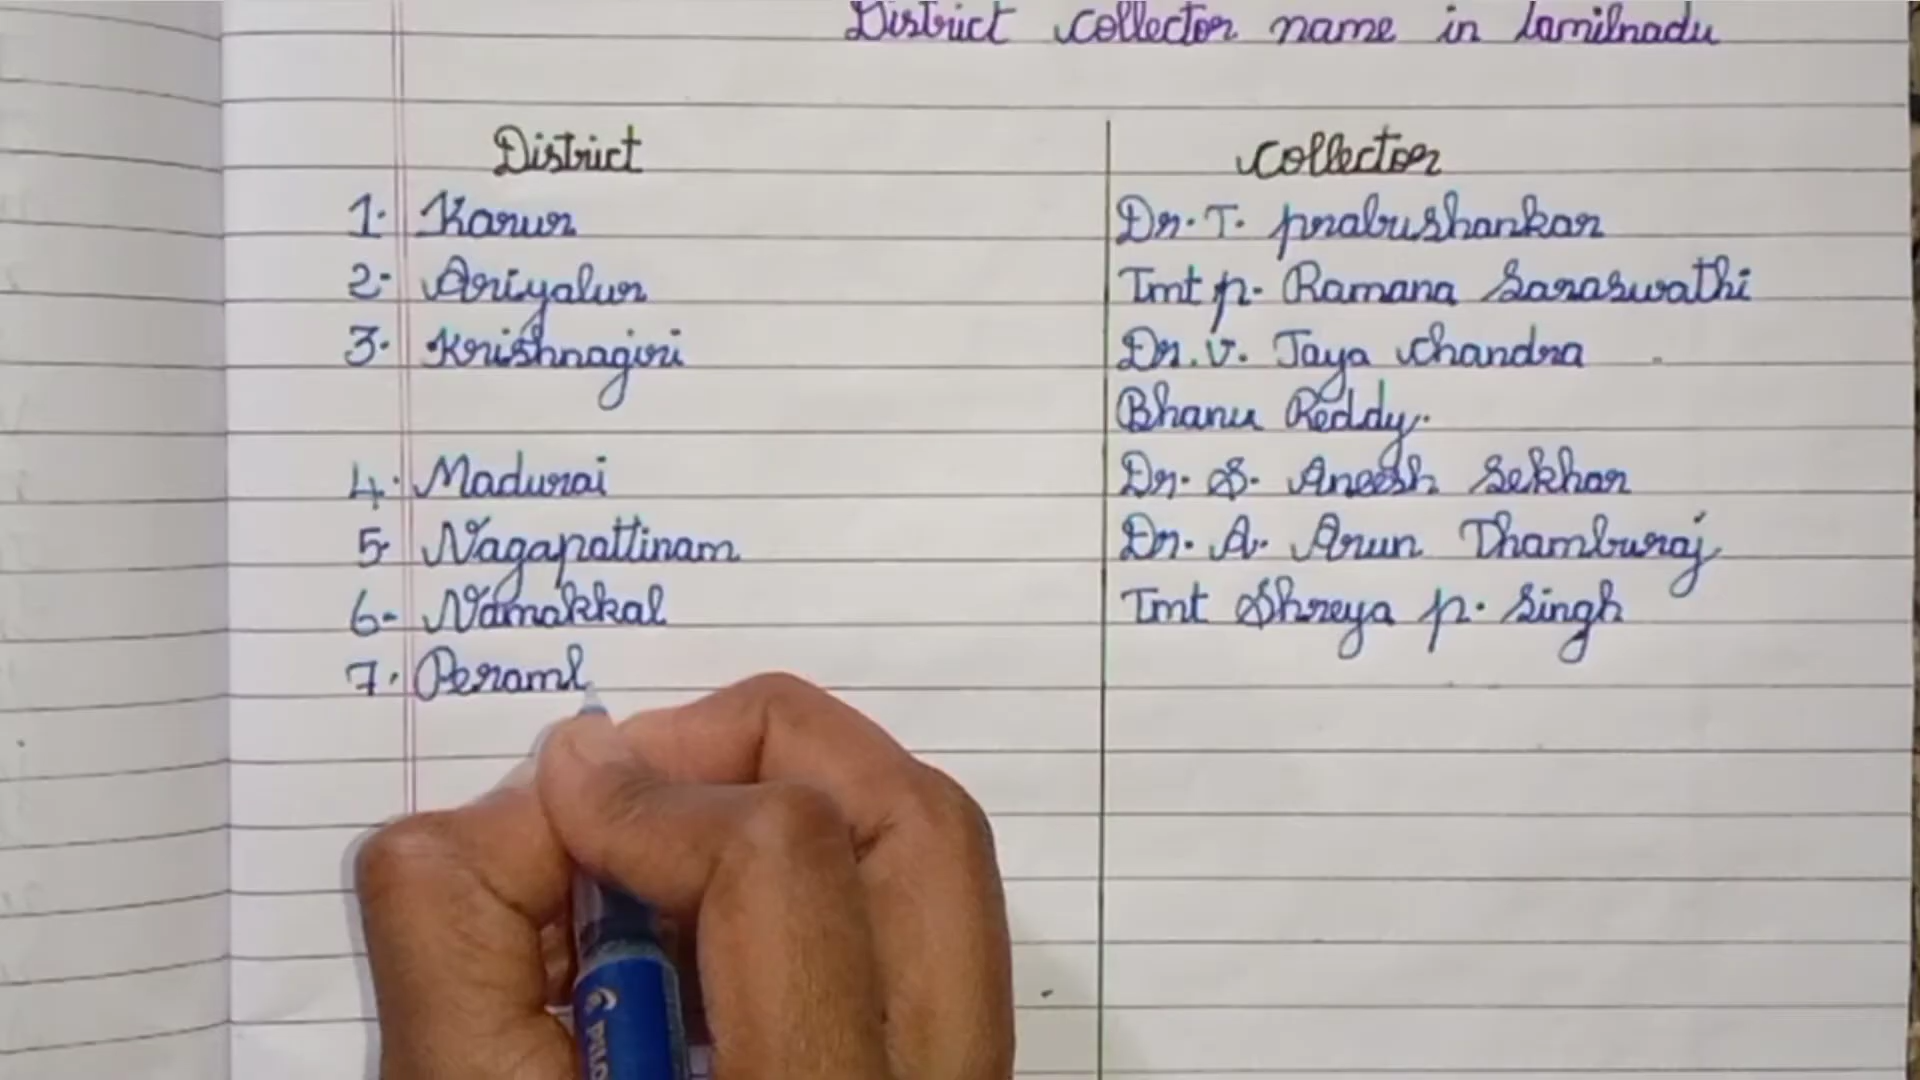 District collector name in tamilnadu
District collector
1. Karur Dr. T. prabushankar
2. Ariyalur Tmt p. Ramana Saraswathi
3. Krishnagiri Dr. V. Jaya chandra
Bhanu Reddy.
4. Madurai Dr. S. Aneesh Sekhar
5. Nagapattinam Dr. A. Arun Thamburaj
6. Namakkal Tmt Shreya p. Singh
7. Peraml
PILO